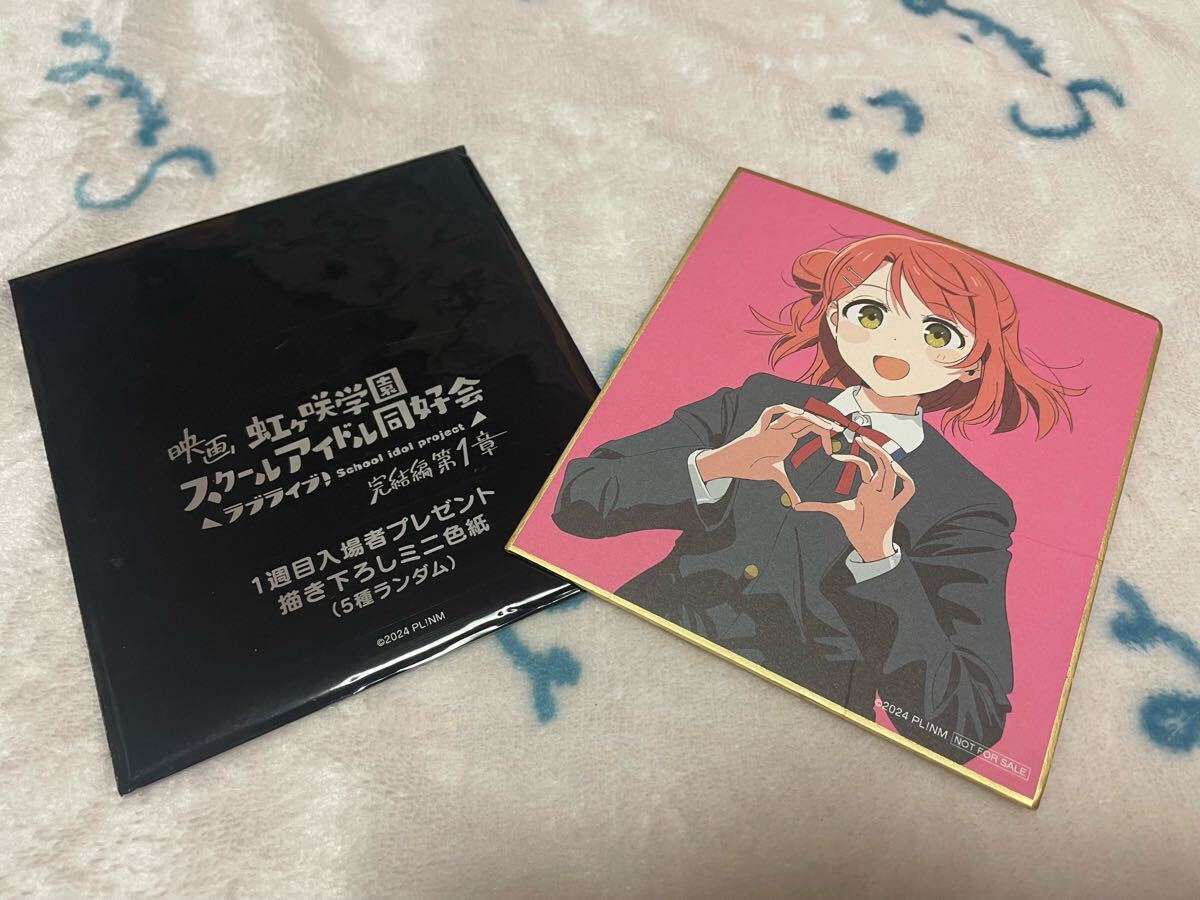 映画 虹ヶ咲学園
スクールアイドル同好会
ラブライブ! School idol project
完結編 第1章
1週目入場者プレゼント
描き下ろしミニ色紙
(5種ランダム)
©2024 PL!NM
©2024 PL!NM NOT FOR SALE